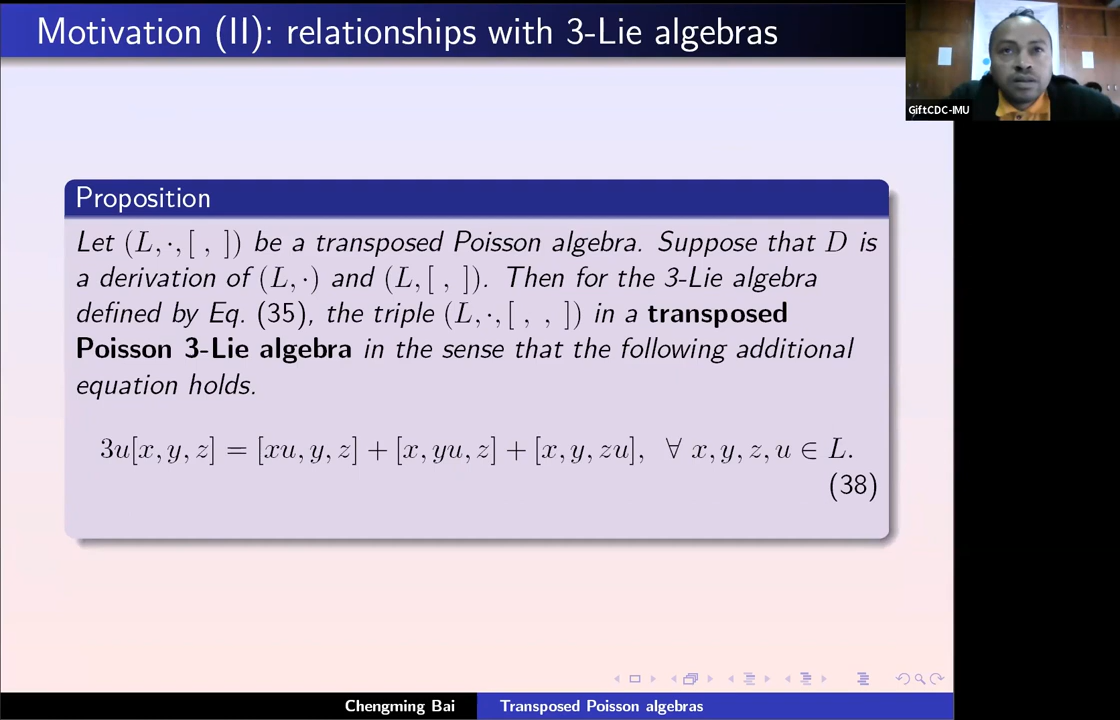 Motivation (II): relationships with 3-Lie algebras
GiftCDC-IMU
Proposition
Let (L, ·, [ , ]) be a transposed Poisson algebra. Suppose that D is
a derivation of (L, ·) and (L, [ , ]). Then for the 3-Lie algebra
defined by Eq. (35), the triple (L, ·, [ , , ]) in a transposed
Poisson 3-Lie algebra in the sense that the following additional
equation holds.
3u[x, y, z] = [xu, y, z] + [x, yu, z] + [x, y, zu], ∀ x, y, z, u ∈ L.
(38)
Chengming Bai
Transposed Poisson algebras